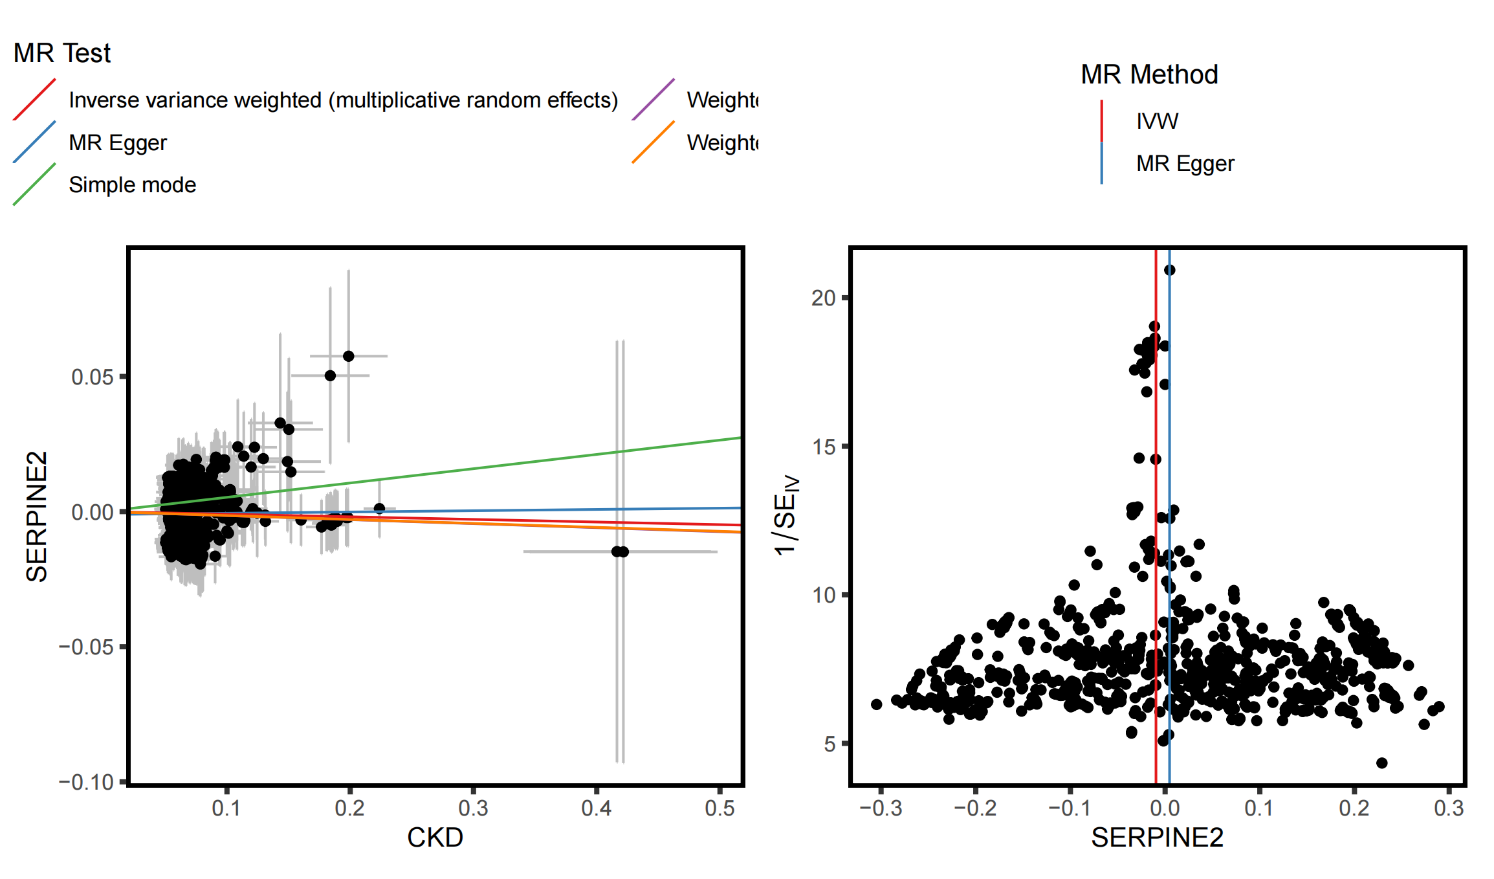 MR Test
Inverse variance weighted (multiplicative random effects)
MR Egger
Simple mode
MR Method
IVW
MR Egger
SERPINE2
0.05
0.00
−0.05
−0.10
0.1
0.2
0.3
0.4
0.5
CKD
1/SE_IV
20
15
10
5
−0.3
−0.2
−0.1
0.0
0.1
0.2
0.3
SERPINE2